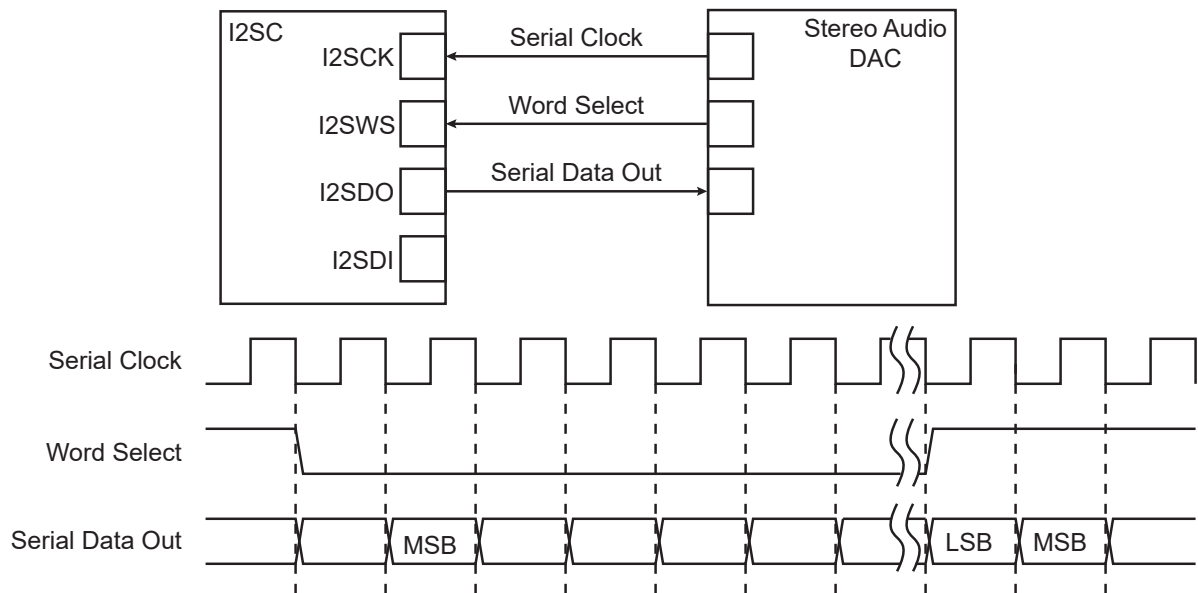 I2SC
Stereo Audio
DAC
I2SCK
Serial Clock
I2SWS
Word Select
I2SDO
Serial Data Out
I2SDI
Serial Clock
Word Select
Serial Data Out
MSB
LSB
MSB